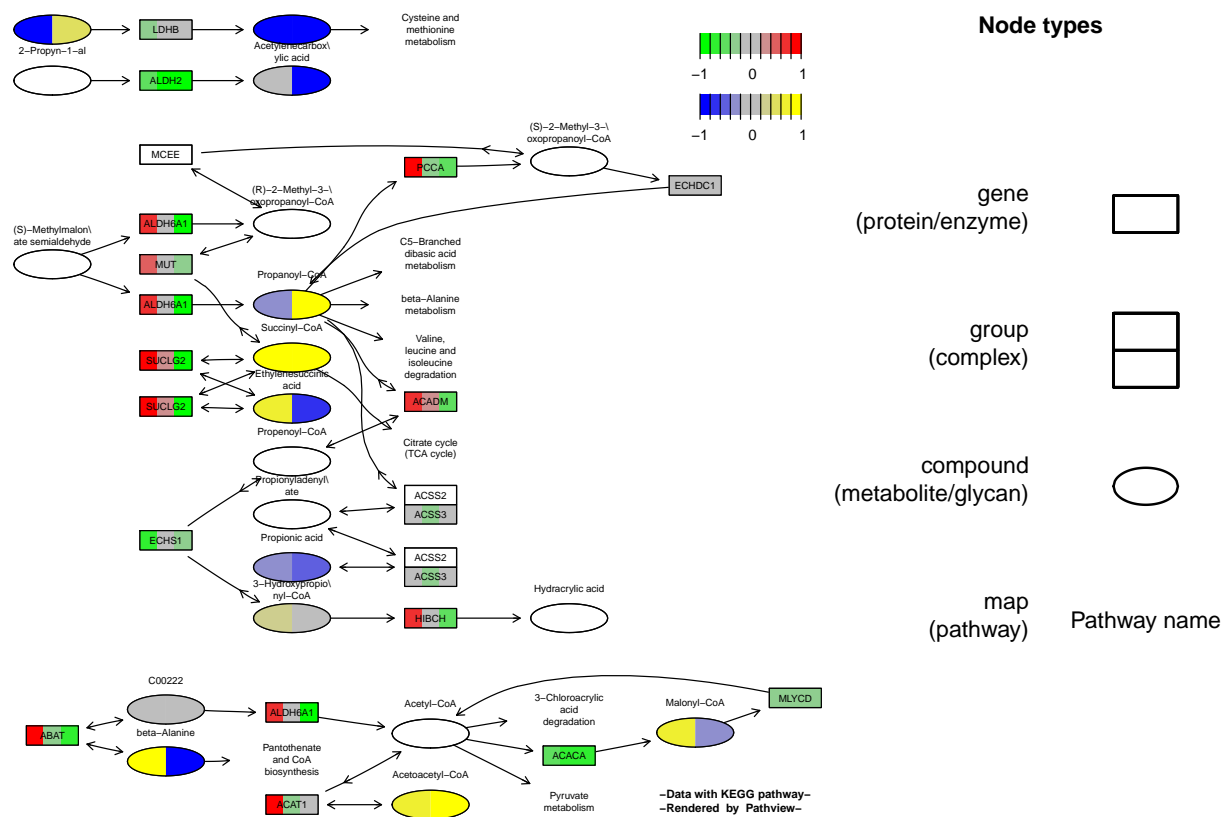 Node types
LDHB
Cysteine and
methionine
metabolism
2−Propyn−1−al
Acetylenecarbox\
ylic acid
ALDH2
−1
0
1
−1
0
1
MCEE
(S)−2−Methyl−3−\
oxopropanoyl−CoA
PCCA
ECHDC1
(R)−2−Methyl−3−\
oxopropanoyl−CoA
ALDH6A1
(S)−Methylmalon\
ate semialdehyde
MUT
C5−Branched
dibasic acid
metabolism
Propanoyl−CoA
ALDH6A1
beta−Alanine
metabolism
Succinyl−CoA
Valine,
leucine and
isoleucine
degradation
SUCLG2
Ethylenesuccinic
acid
SUCLG2
ACADM
Propenoyl−CoA
Citrate cycle
(TCA cycle)
Propionyladenyl\
ate
ACSS2
ACSS3
ECHS1
Propionic acid
ACSS2
ACSS3
3−Hydroxypropio\
nyl−CoA
HIBCH
Hydracrylic acid
gene
(protein/enzyme)
group
(complex)
compound
(metabolite/glycan)
map
(pathway)
Pathway name
C00222
ALDH6A1
Acetyl−CoA
3−Chloroacrylic
acid
degradation
Malonyl−CoA
MLYCD
ABAT
beta−Alanine
Pantothenate
and CoA
biosynthesis
ACACA
Acetoacetyl−CoA
ACAT1
Pyruvate
metabolism
−Data with KEGG pathway−
−Rendered by Pathview−